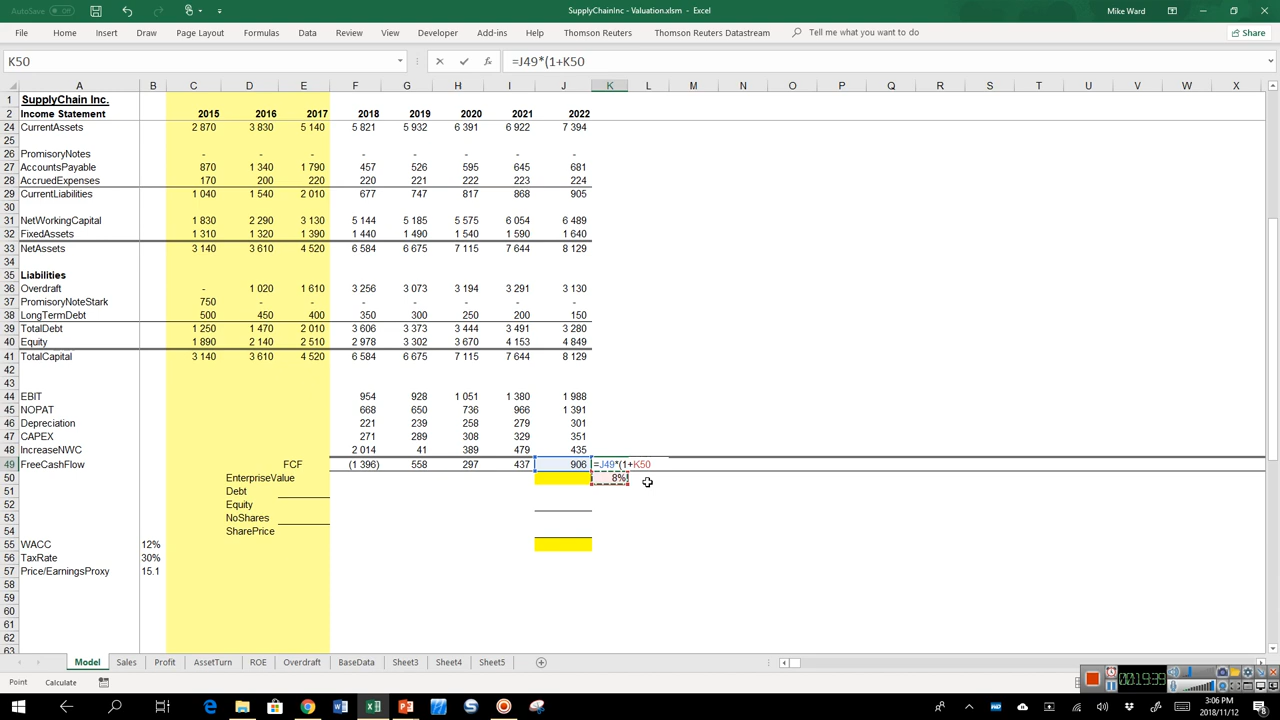 AutoSave Off SupplyChainInc - Valuation.xlsm - Excel Mike Ward
File Home Insert Draw Page Layout Formulas Data Review View Developer Add-ins Help Thomson Reuters Thomson Reuters Datastream Tell me what you want to do Share
K50 =J49*(1+K50
A B C D E F G H I J K L M N O P Q R S T U V W X
1 SupplyChain Inc.
2 Income Statement 2015 2016 2017 2018 2019 2020 2021 2022
24 CurrentAssets 2 870 3 830 5 140 5 821 5 932 6 391 6 922 7 394
25
26 PromisoryNotes - - - - - - - -
27 AccountsPayable 870 1 340 1 790 457 526 595 645 681
28 AccruedExpenses 170 200 220 220 221 222 223 224
29 CurrentLiabilities 1 040 1 540 2 010 677 747 817 868 905
30
31 NetWorkingCapital 1 830 2 290 3 130 5 144 5 185 5 575 6 054 6 489
32 FixedAssets 1 310 1 320 1 390 1 440 1 490 1 540 1 590 1 640
33 NetAssets 3 140 3 610 4 520 6 584 6 675 7 115 7 644 8 129
34
35 Liabilities
36 Overdraft - 1 020 1 610 3 256 3 073 3 194 3 291 3 130
37 PromisoryNoteStark 750 - - - - - - -
38 LongTermDebt 500 450 400 350 300 250 200 150
39 TotalDebt 1 250 1 470 2 010 3 606 3 373 3 444 3 491 3 280
40 Equity 1 890 2 140 2 510 2 978 3 302 3 670 4 153 4 849
41 TotalCapital 3 140 3 610 4 520 6 584 6 675 7 115 7 644 8 129
42
43
44 EBIT 954 928 1 051 1 380 1 988
45 NOPAT 668 650 736 966 1 391
46 Depreciation 221 239 258 279 301
47 CAPEX 271 289 308 329 351
48 IncreaseNWC 2 014 41 389 479 435
49 FreeCashFlow FCF (1 396) 558 297 437 906 =J49*(1+K50
50 EnterpriseValue 8%
51 Debt
52 Equity
53 NoShares
54 SharePrice
55 WACC 12%
56 TaxRate 30%
57 Price/EarningsProxy 15.1
58
59
60
61
62
63
Model Sales Profit AssetTurn ROE Overdraft BaseData Sheet3 Sheet4 Sheet5
Point Calculate
00:19:39
3:06 PM
2018/11/12